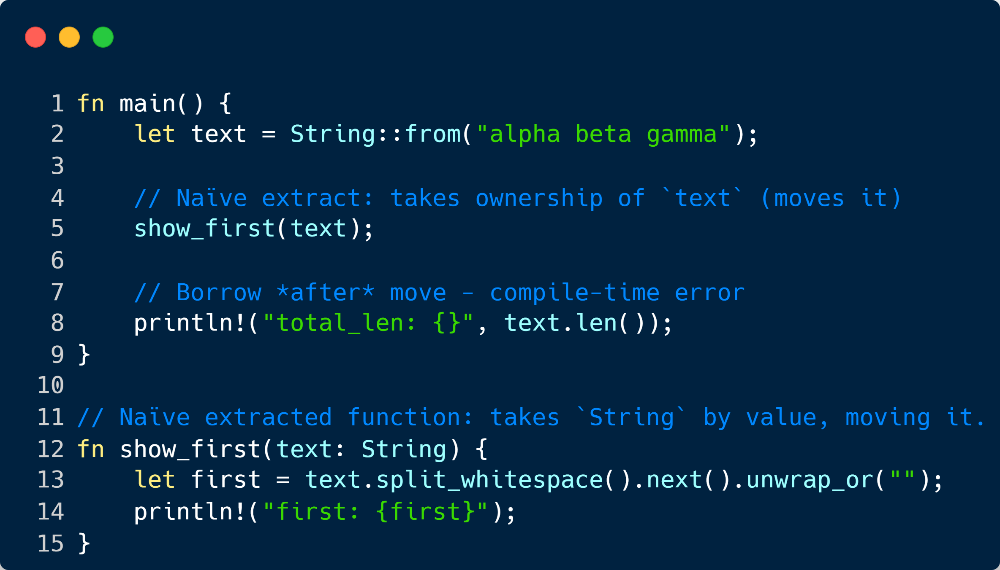 1 fn main() {
2     let text = String::from("alpha beta gamma");
3
4     // Naïve extract: takes ownership of `text` (moves it)
5     show_first(text);
6
7     // Borrow *after* move - compile-time error
8     println!("total_len: {}", text.len());
9 }
10
11 // Naïve extracted function: takes `String` by value, moving it.
12 fn show_first(text: String) {
13     let first = text.split_whitespace().next().unwrap_or("");
14     println!("first: {first}");
15 }